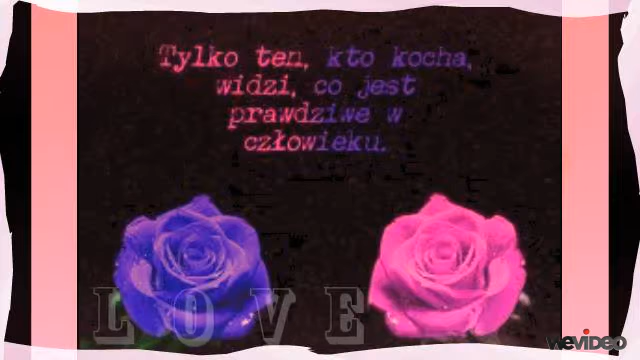 Tylko ten, kto kocha,
widzi, co jest
prawdziwe w
człowieku.
LOVE
WEVIDEO